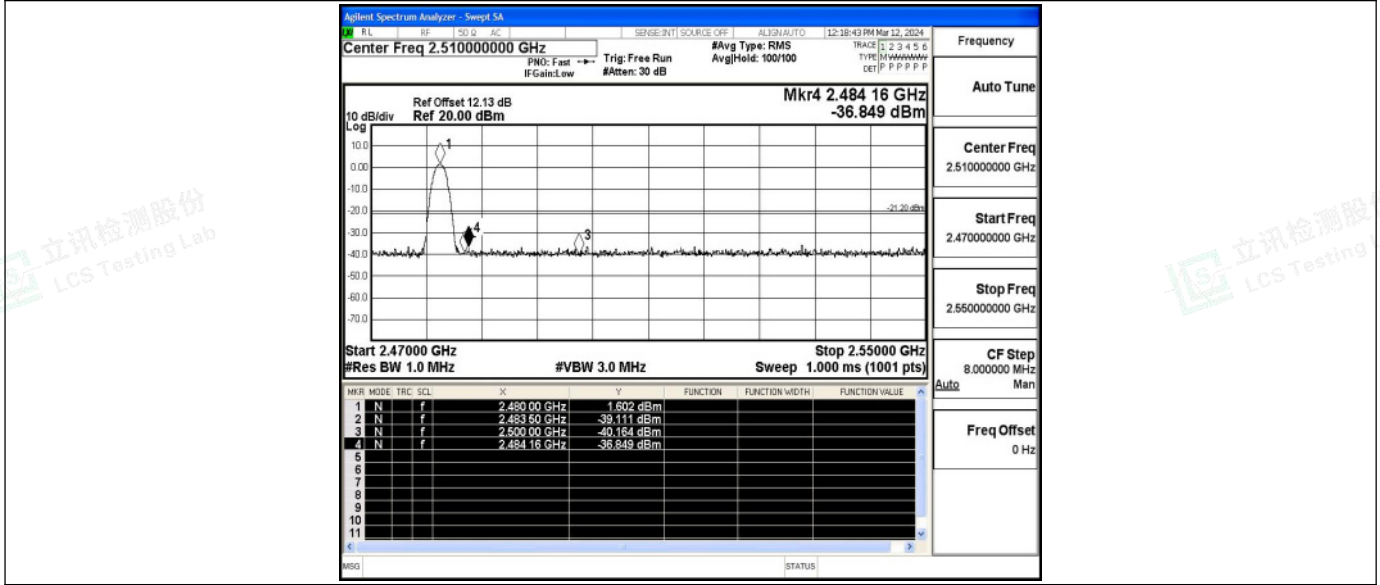 Agilent Spectrum Analyzer - Swept SA
LXI RL RF 50 Ω AC SENSE:INT SOURCE OFF ALIGNAUTO 12:18:43 PM Mar 12, 2024
Center Freq 2.510000000 GHz
PNO: Fast
IFGain:Low
Trig: Free Run
#Atten: 30 dB
#Avg Type: RMS
Avg|Hold: 100/100
TRACE 1 2 3 4 5 6
TYPE M WWWWW
DET P P P P P P
Frequency
Mkr4 2.484 16 GHz
-36.849 dBm
Ref Offset 12.13 dB
10 dB/div Ref 20.00 dBm
Log
10.0
0.00
-10.0
-20.0
-30.0
-40.0
-50.0
-60.0
-70.0
1
4
3
-21.20 dBm
Start 2.47000 GHz Stop 2.55000 GHz
#Res BW 1.0 MHz #VBW 3.0 MHz Sweep 1.000 ms (1001 pts)
MKR MODE TRC SCL X Y FUNCTION FUNCTION WIDTH FUNCTION VALUE
1 N f 2.480 00 GHz 1.602 dBm
2 N f 2.483 50 GHz -39.111 dBm
3 N f 2.500 00 GHz -40.164 dBm
4 N f 2.484 16 GHz -36.849 dBm
5
6
7
8
9
10
11
MSG STATUS
Auto Tune
Center Freq
2.510000000 GHz
Start Freq
2.470000000 GHz
Stop Freq
2.550000000 GHz
CF Step
8.000000 MHz
Auto Man
Freq Offset
0 Hz
立讯检测股份
LCS Testing Lab
立讯检测股份
LCS Testing